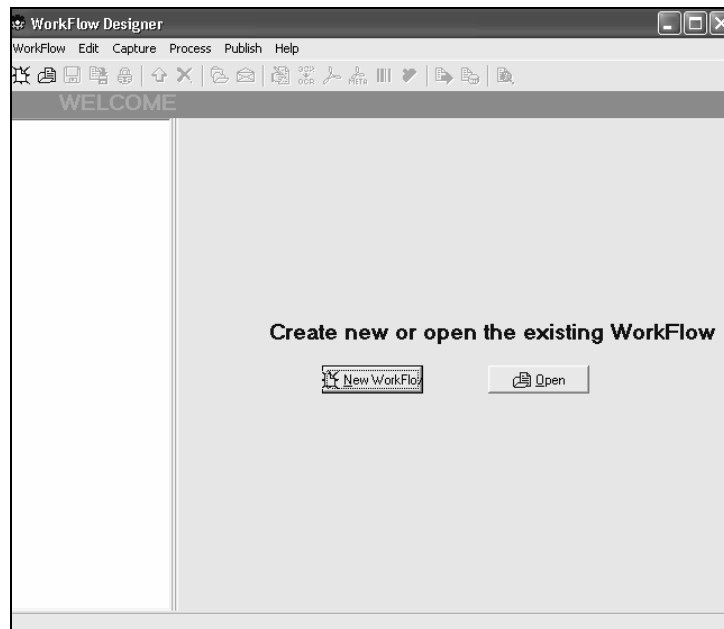 WorkFlow Designer
WorkFlow Edit Capture Process Publish Help
WELCOME
Create new or open the existing WorkFlow
New WorkFlo
Open